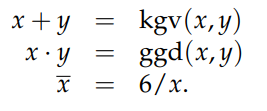 x + y = kgv(x, y)
x · y = ggd(x, y)
x̅ = 6/x.